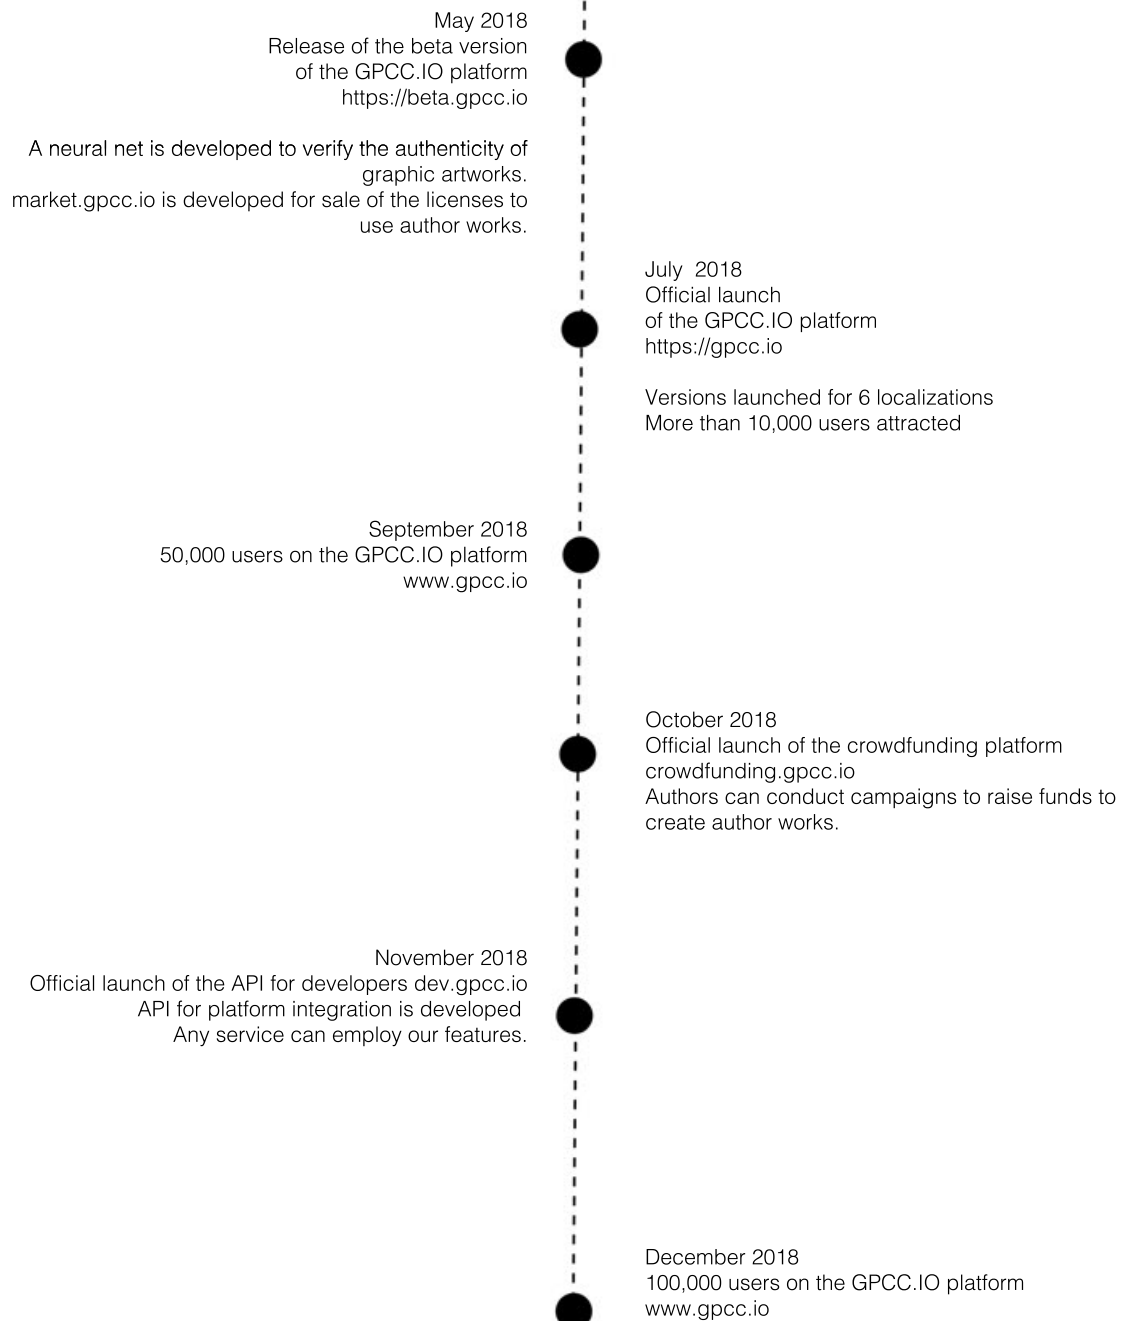 May 2018
Release of the beta version
of the GPCC.IO platform
https://beta.gpcc.io
A neural net is developed to verify the authenticity of
graphic artworks.
market.gpcc.io is developed for sale of the licenses to
use author works.
July  2018
Official launch
of the GPCC.IO platform
https://gpcc.io
Versions launched for 6 localizations
More than 10,000 users attracted
September 2018
50,000 users on the GPCC.IO platform
www.gpcc.io
October 2018
Official launch of the crowdfunding platform
crowdfunding.gpcc.io
Authors can conduct campaigns to raise funds to
create author works.
November 2018
Official launch of the API for developers dev.gpcc.io
API for platform integration is developed
Any service can employ our features.
December 2018
100,000 users on the GPCC.IO platform
www.gpcc.io